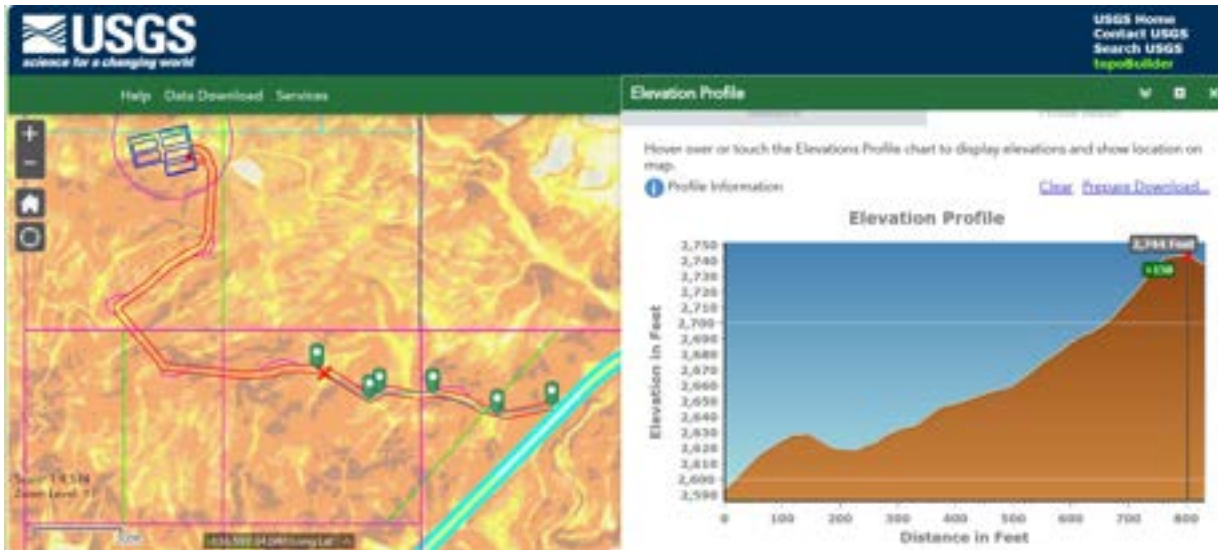 USGS
science for a changing world
USGS Home
Contact USGS
Search USGS
topoBuilder
Help Data Download Services
Elevation Profile
Hover over or touch the Elevations Profile chart to display elevations and show location on
map.
Profile Information
Clear Prepare Download...
Elevation Profile
2,744 Feet
+150
2,750
2,740
2,730
2,720
2,710
2,700
2,690
2,680
2,670
2,660
2,650
2,640
2,630
2,620
2,610
2,600
2,590
Elevation in Feet
0 100 200 300 400 500 600 700 800
Distance in Feet